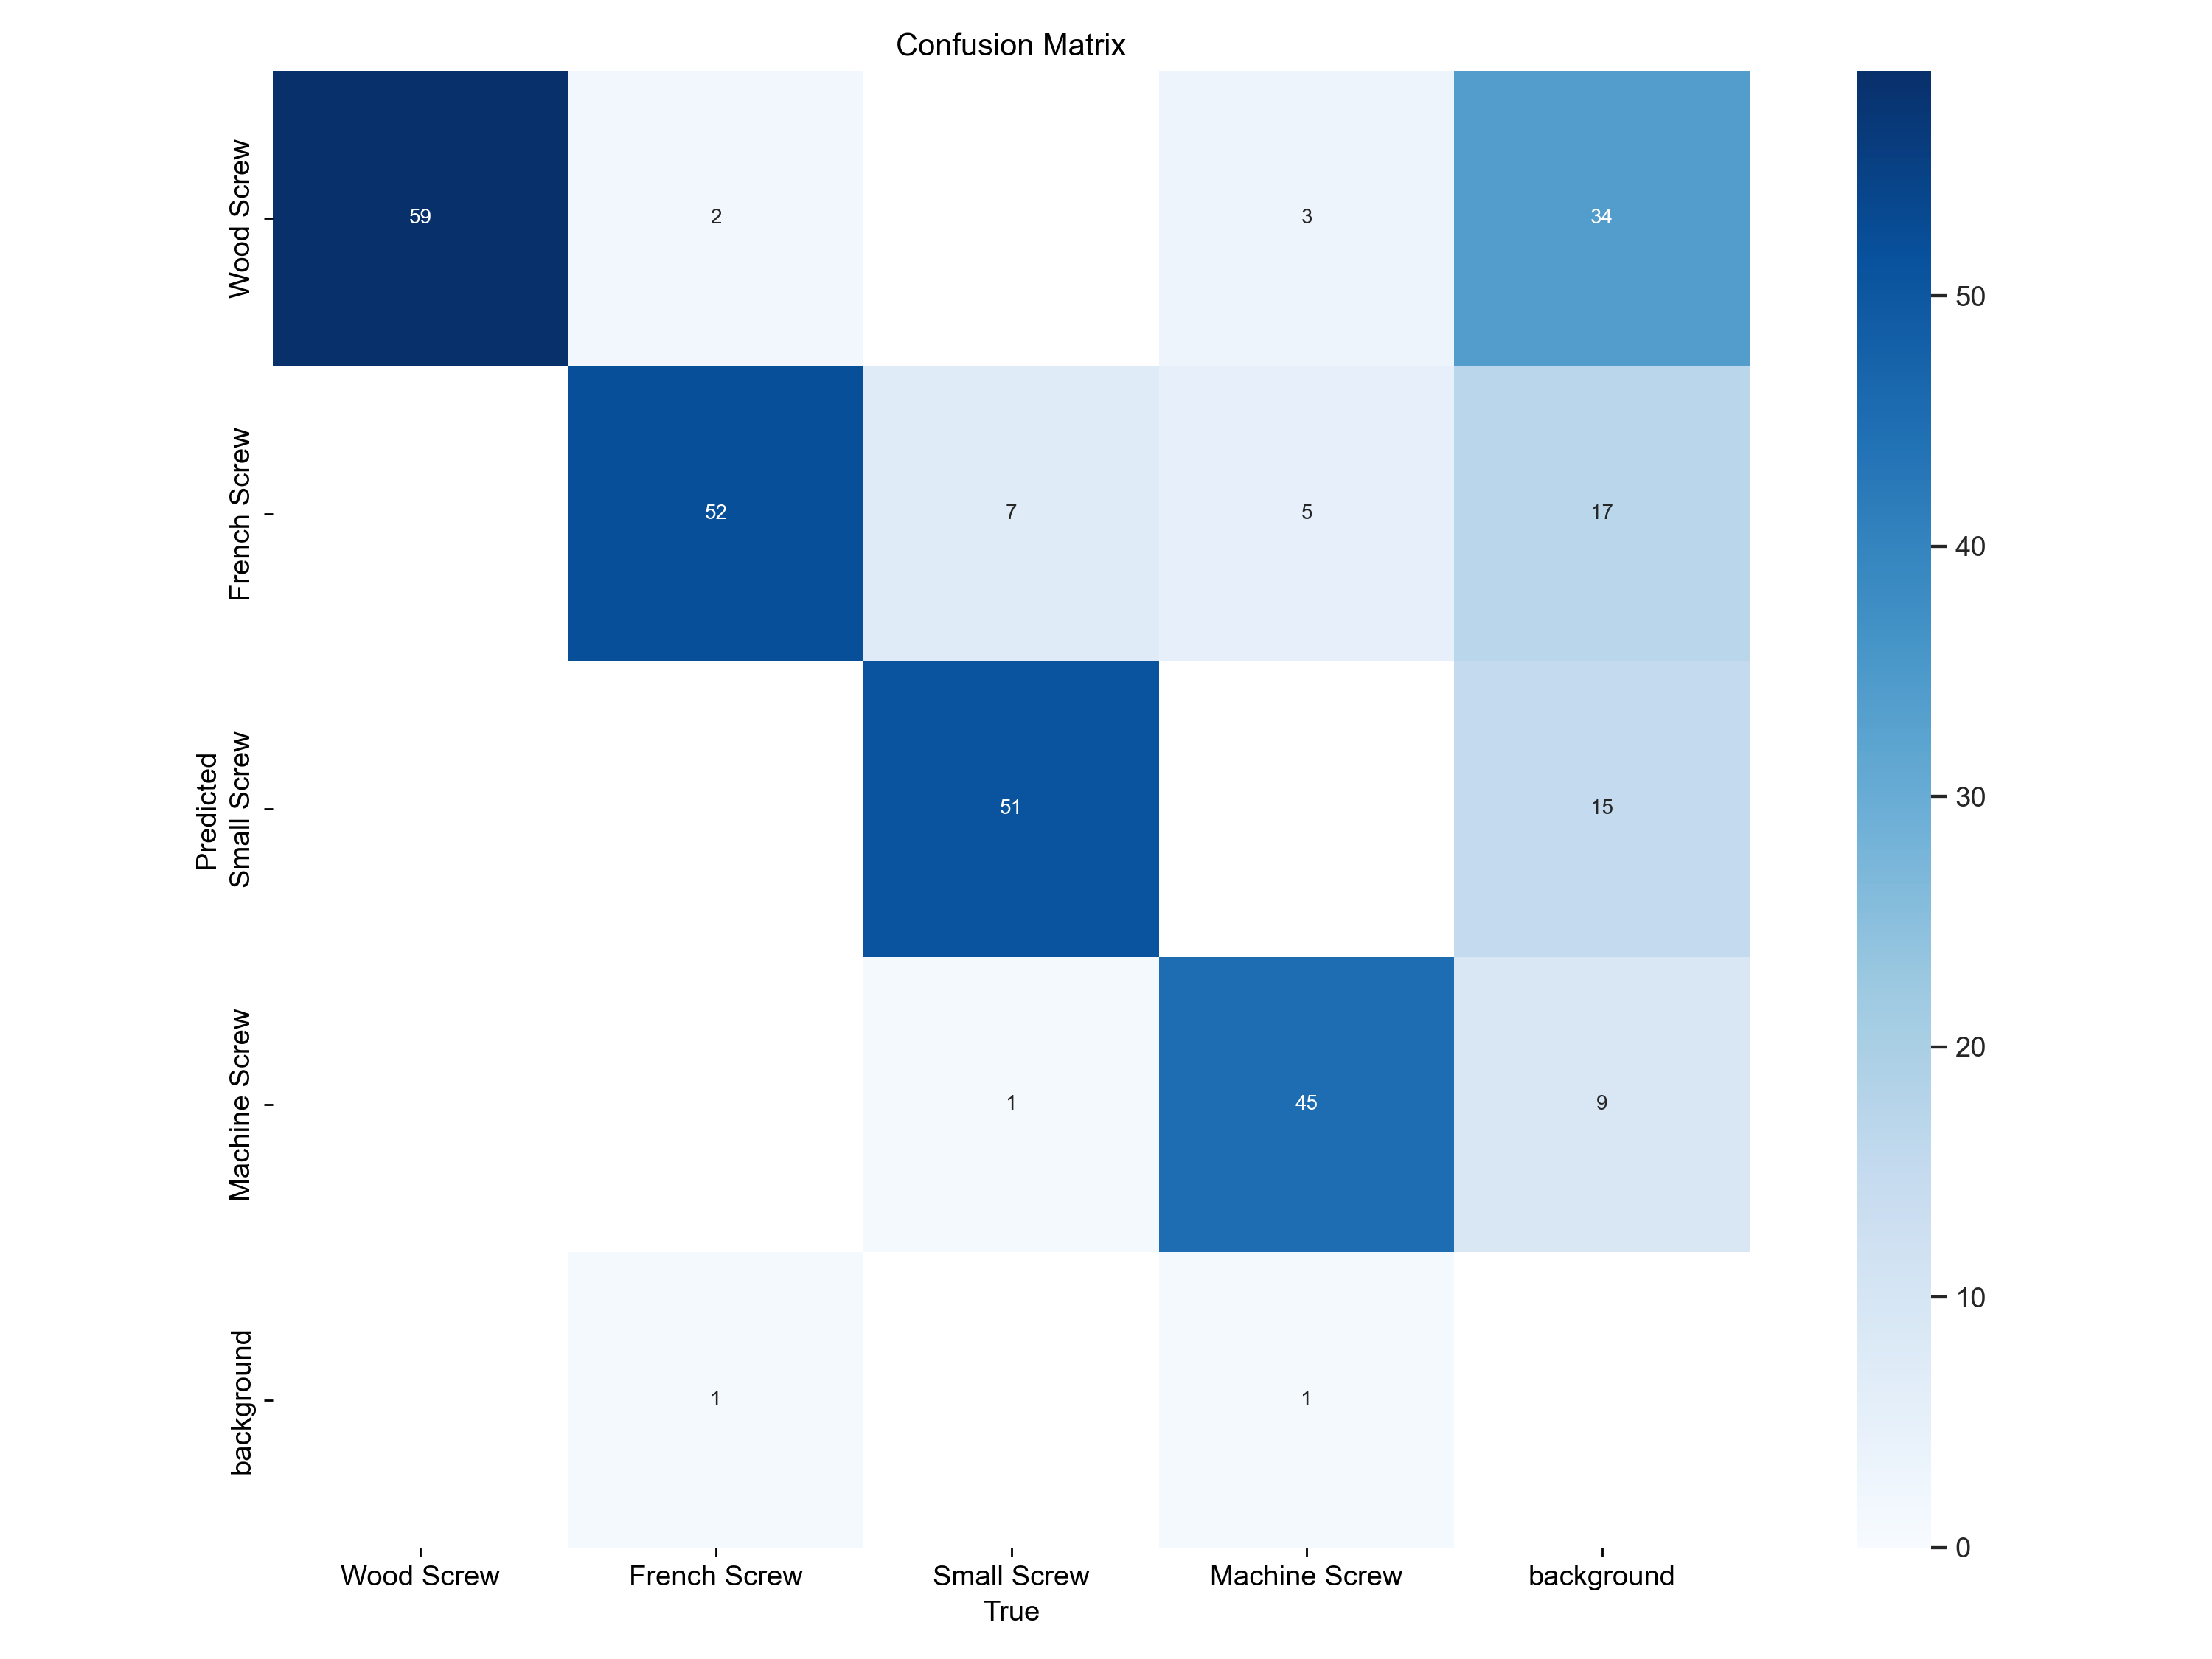 Confusion Matrix
Predicted
Wood Screw
59
2
3
34
French Screw
52
7
5
17
Small Screw
51
15
Machine Screw
1
45
9
background
1
1
Wood Screw
French Screw
Small Screw
Machine Screw
background
True
50
40
30
20
10
0